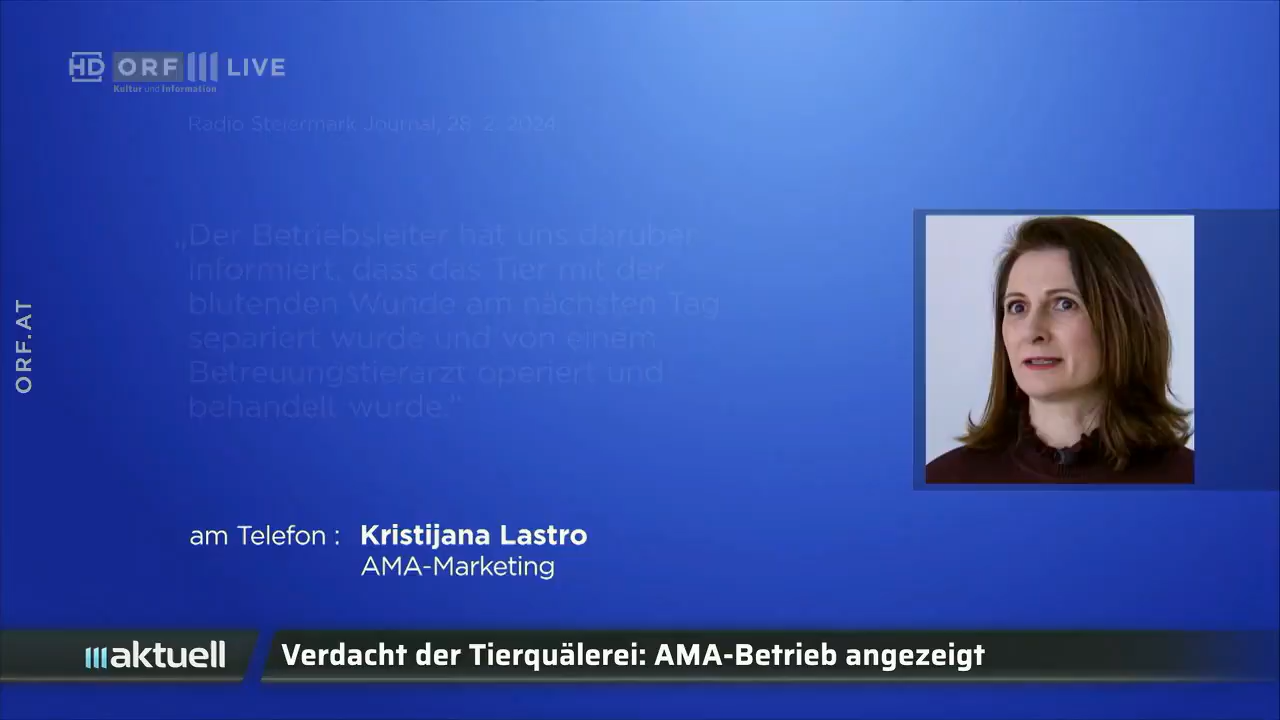 HD ORF III LIVE
Kultur und Information
Radio Steiermark Journal, 28. 2. 2024
„Der Betriebsleiter hat uns darüber
informiert, dass das Tier mit der
blutenden Wunde am nächsten Tag
separiert wurde und von einem
Betreuungstierarzt operiert und
behandelt wurde.“
ORF.AT
am Telefon : Kristijana Lastro
AMA-Marketing
III aktuell
Verdacht der Tierquälerei: AMA-Betrieb angezeigt